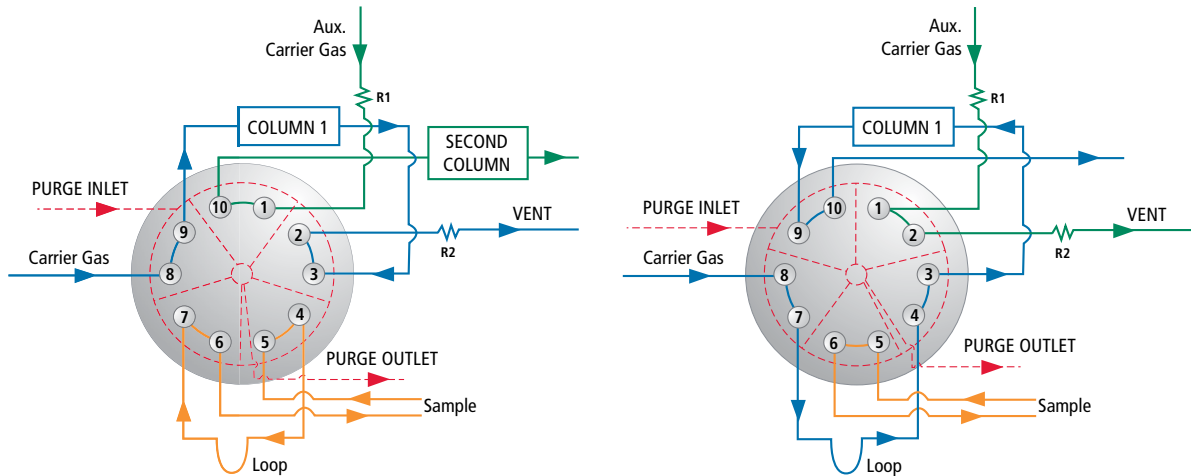 Aux.
Carrier Gas
R1
COLUMN 1
SECOND
COLUMN
PURGE INLET
10
1
9
2
VENT
R2
Carrier Gas
8
3
7
4
6
5
PURGE OUTLET
Sample
Loop
Aux.
Carrier Gas
R1
COLUMN 1
PURGE INLET
10
1
9
2
VENT
R2
Carrier Gas
8
3
7
4
6
5
PURGE OUTLET
Sample
Loop